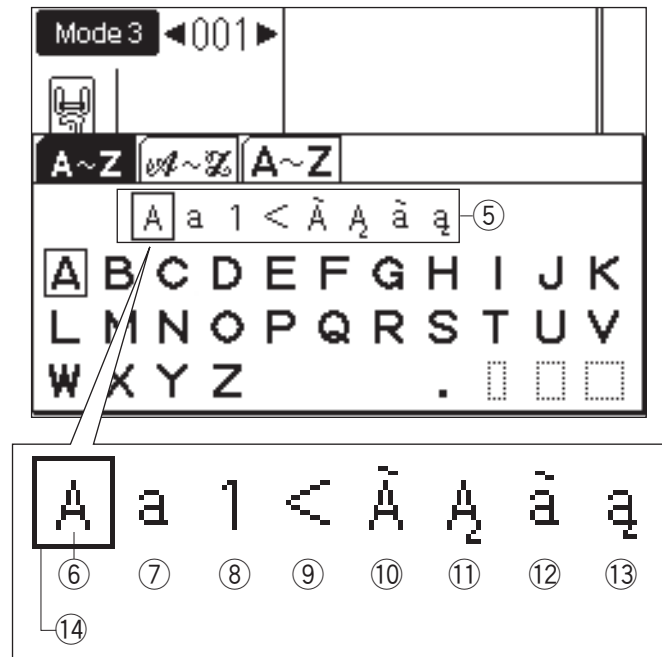 Mode 3 ◀001▶
A~Z 𝒜~𝒵 A~Z
A a 1 < Ã Ą ã ą ⑤
A B C D E F G H I J K
L M N O P Q R S T U V
W X Y Z .
A a 1 < Ã Ą ã ą
⑥ ⑦ ⑧ ⑨ ⑩ ⑪ ⑫ ⑬
⑭